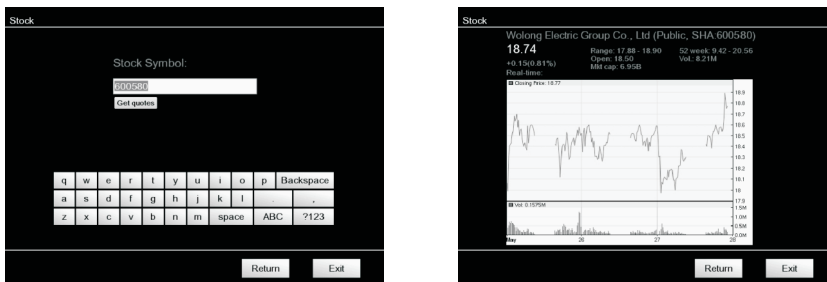 Stock
Stock Symbol:
600580
Get quotes
q w e r t y u i o p Backspace
a s d f g h j k l . ,
z x c v b n m space ABC ?123
Return Exit
Stock
Wolong Electric Group Co., Ltd (Public, SHA:600580)
18.74
+0.15(0.81%)
Real-time:
Range: 17.88 - 18.90
Open: 18.50
Mkt cap: 6.95B
52 week: 9.42 - 20.56
Vol.: 8.21M
Closing Price: 18.77
18.9
18.8
18.7
18.6
18.5
18.4
18.3
18.2
18.1
18
17.9
Vol: 0.1575M
1.5M
1.0M
0.5M
0.0M
May 26 27 28
Return Exit